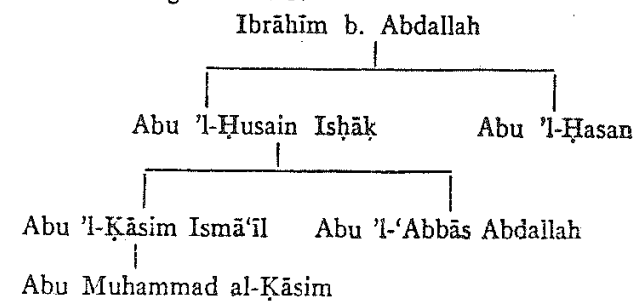 Ibrāhīm b. Abdallah
Abu 'l-Ḥusain Isḥāḳ Abu 'l-Ḥasan
Abu 'l-Ḳāsim Ismā‘īl Abu 'l-‘Abbās Abdallah
Abu Muhammad al-Ḳāsim